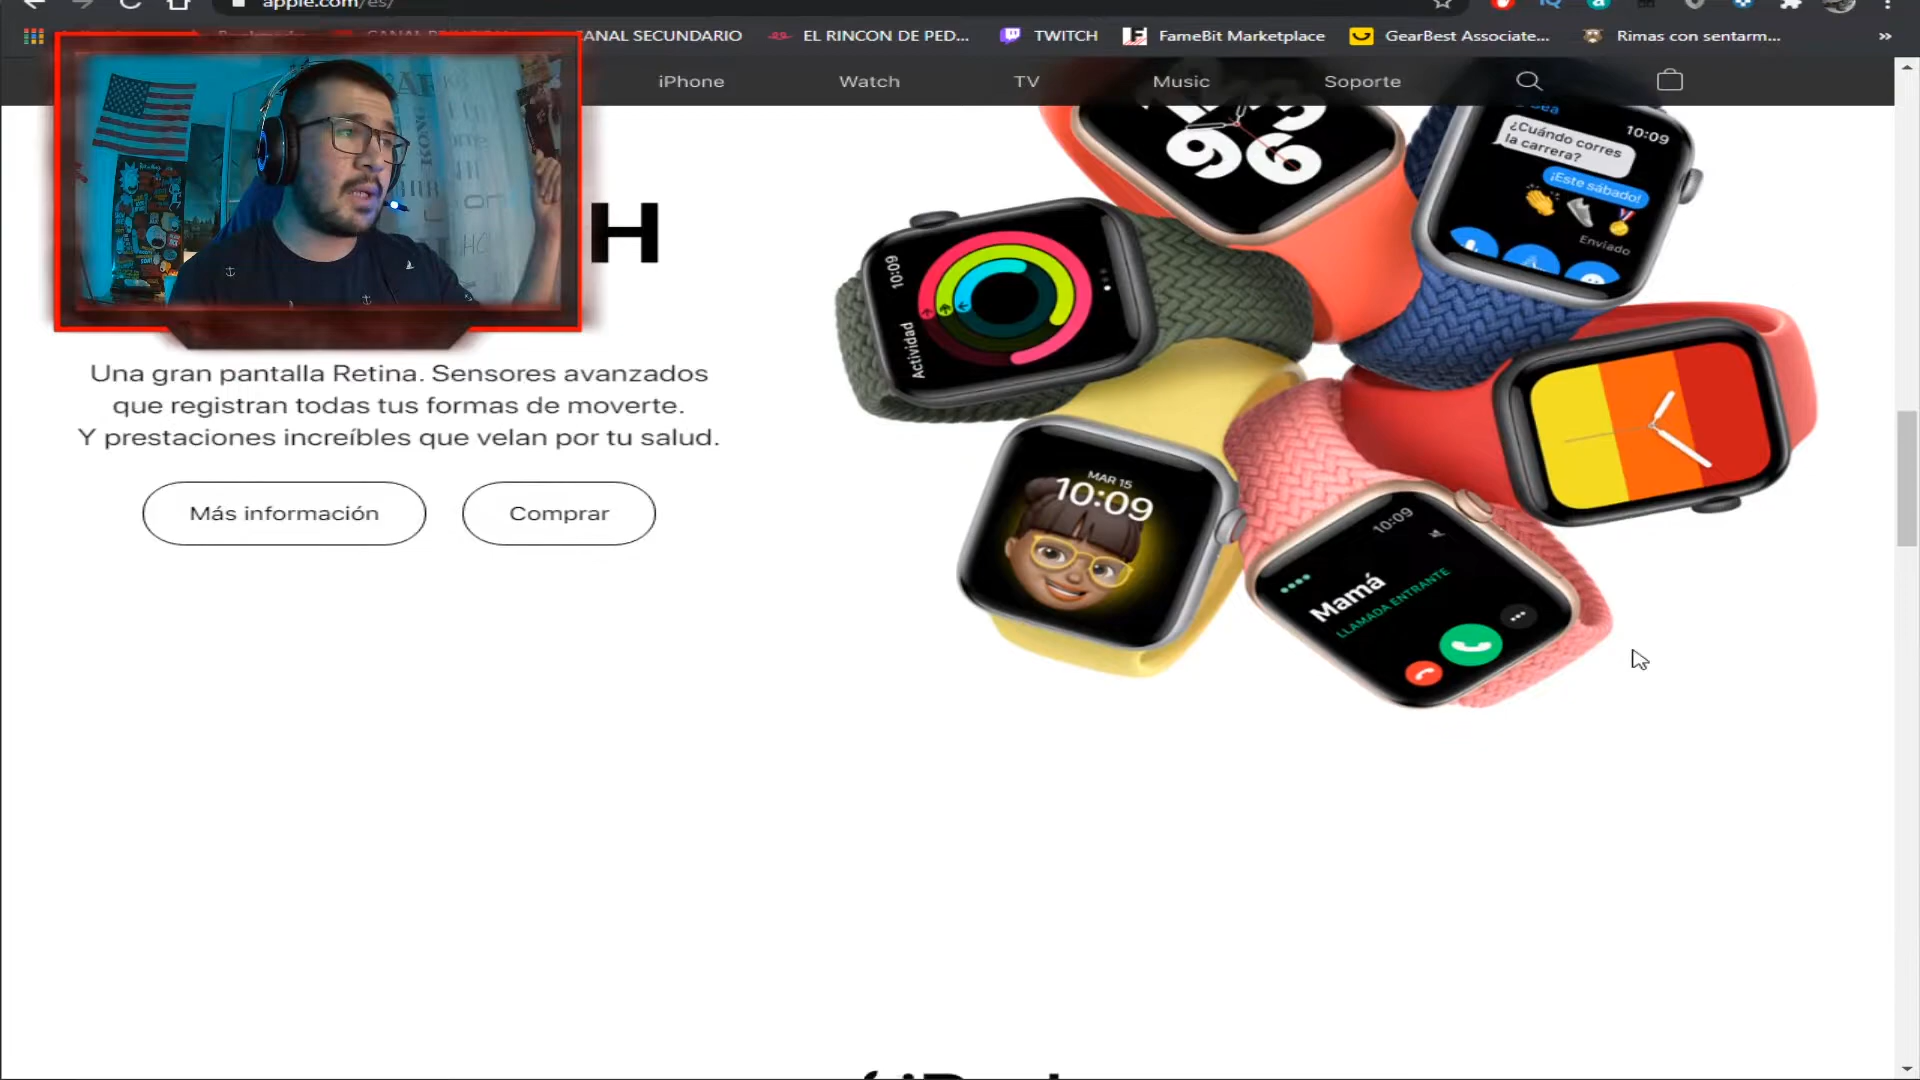 apple.com/es/
CANAL SECUNDARIO
EL RINCON DE PED...
TWITCH
FameBit Marketplace
GearBest Associate...
Rimas con sentarm...
»
iPhone
Watch
TV
Music
Soporte
H
Una gran pantalla Retina. Sensores avanzados
que registran todas tus formas de moverte.
Y prestaciones increíbles que velan por tu salud.
Más información
Comprar
10:09
¿Cuándo corres
la carrera?
¡Este sábado!
Enviado
10:09
Actividad
MAR 15
10:09
10:09
Mamá
LLAMADA ENTRANTE